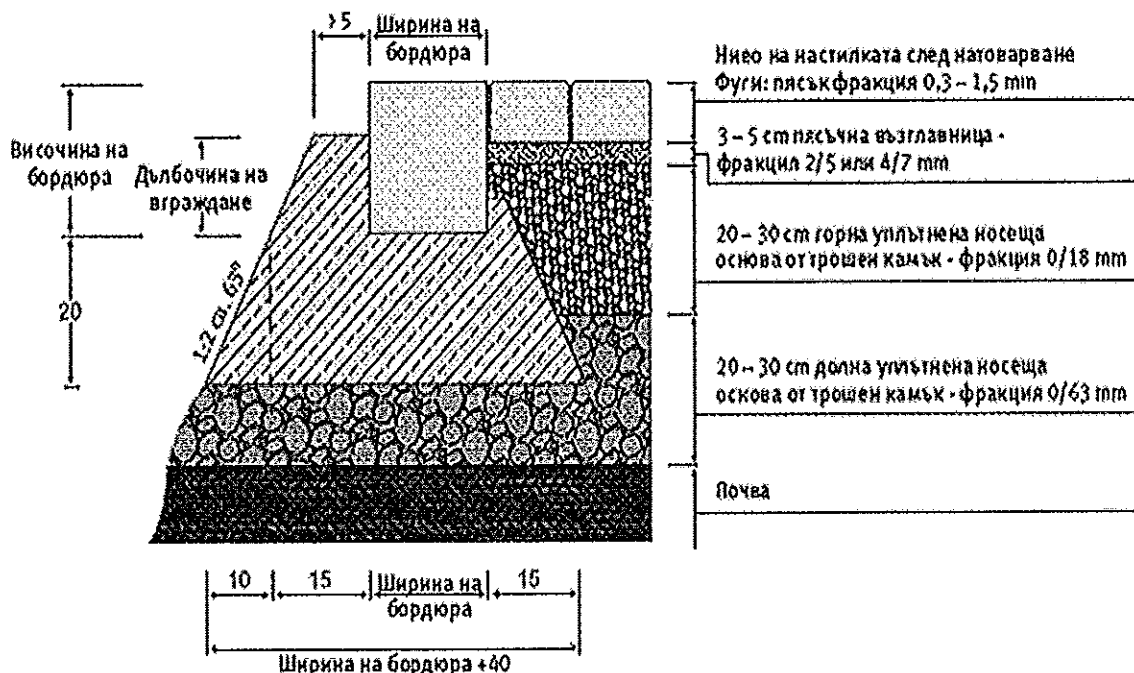 >5
Ширина на
бордюра
Височина на
бордюра
Дълбочина на
вграждане
20
1:2 сп. 63°
Ниво на настилката след натоварване
Фуги: пясък фракция 0,3 – 1,5 mm
3 – 5 cm пясъчна възглавница -
фракция 2/5 или 4/7 mm
20 – 30 cm горна уплътнена носеща
основа от трошен камък - фракция 0/18 mm
20 – 30 cm долна уплътнена носеща
оскова от трошен камък - фракция 0/63 mm
Почва
10
15
Ширина на
бордюра
15
Ширина на бордюра +40